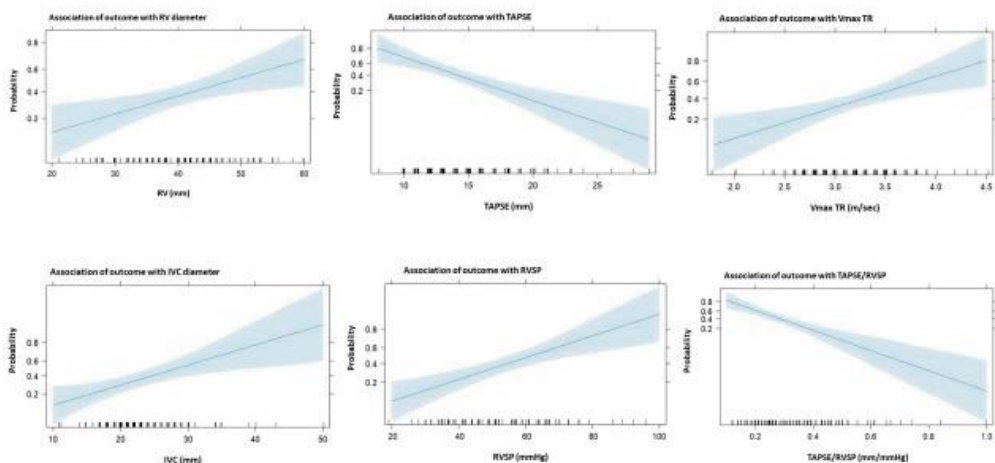 Association of outcome with RV diameter
Probability
0.8
0.6
0.4
0.2
20 30 40 50 60
RV (mm)
Association of outcome with TAPSE
Probability
0.8
0.6
0.4
0.2
10 15 20 25
TAPSE (mm)
Association of outcome with Vmax TR
Probability
0.8
0.6
0.4
0.2
2.0 2.5 3.0 3.5 4.0 4.5
Vmax TR (m/sec)
Association of outcome with IVC diameter
Probability
0.8
0.6
0.4
0.2
10 20 30 40 50
IVC (mm)
Association of outcome with RVSP
Probability
0.8
0.6
0.4
0.2
20 40 60 80 100
RVSP (mmHg)
Association of outcome with TAPSE/RVSP
Probability
0.8
0.6
0.4
0.2
0.2 0.4 0.6 0.8 1.0
TAPSE/RVSP (mm/mmHg)